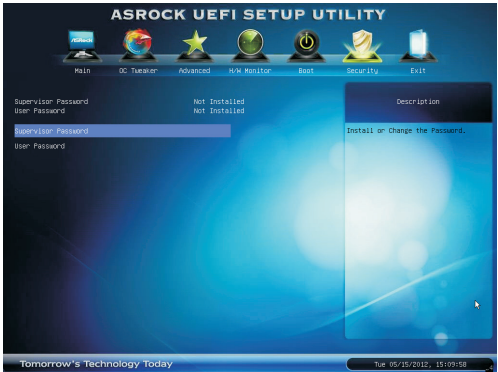 ASROCK UEFI SETUP UTILITY
ASRock
Main OC Tweaker Advanced H/W Monitor Boot Security Exit
Supervisor Password Not Installed
User Password Not Installed
Supervisor Password
User Password
Description
Install or Change the Password.
Tomorrow's Technology Today
Tue 05/15/2012, 15:09:58